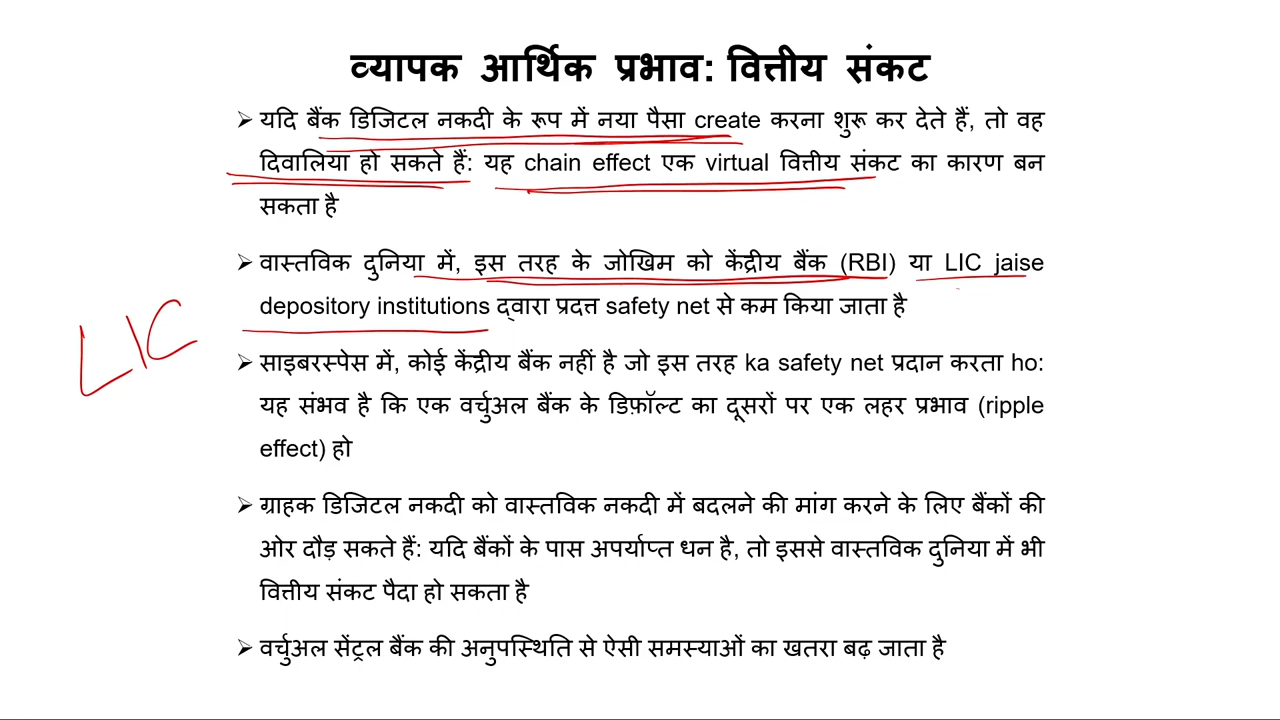 व्यापक आर्थिक प्रभाव: वित्तीय संकट
➢ यदि बैंक डिजिटल नकदी के रूप में नया पैसा create करना शुरू कर देते हैं, तो वह
दिवालिया हो सकते हैं: यह chain effect एक virtual वित्तीय संकट का कारण बन
सकता है
➢ वास्तविक दुनिया में, इस तरह के जोखिम को केंद्रीय बैंक (RBI) या LIC jaise
depository institutions द्वारा प्रदत्त safety net से कम किया जाता है
LIC
➢ साइबरस्पेस में, कोई केंद्रीय बैंक नहीं है जो इस तरह ka safety net प्रदान करता ho:
यह संभव है कि एक वर्चुअल बैंक के डिफ़ॉल्ट का दूसरों पर एक लहर प्रभाव (ripple
effect) हो
➢ ग्राहक डिजिटल नकदी को वास्तविक नकदी में बदलने की मांग करने के लिए बैंकों की
ओर दौड़ सकते हैं: यदि बैंकों के पास अपर्याप्त धन है, तो इससे वास्तविक दुनिया में भी
वित्तीय संकट पैदा हो सकता है
➢ वर्चुअल सेंट्रल बैंक की अनुपस्थिति से ऐसी समस्याओं का खतरा बढ़ जाता है